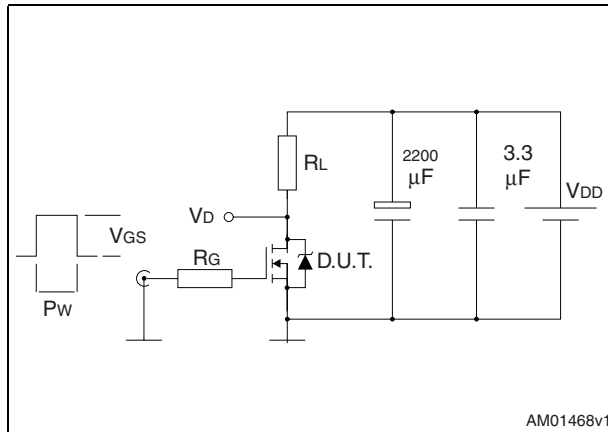 RL
2200
μF
3.3
μF
VDD
VD
VGS
RG
D.U.T.
PW
AM01468v1